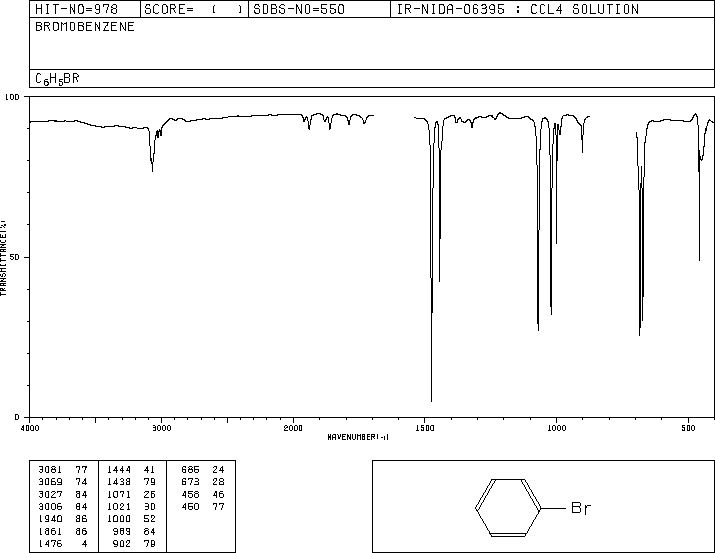 HIT-NO=978 SCORE= ( ) SDBS-NO=550 IR-NIDA-06395 : CCL4 SOLUTION
BROMOBENZENE
C6H5BR
100
50
0
TRANSMITTANCE(%)
4000 3000 2000 1500 1000 500
WAVENUMBER(-1)
3081 77 1444 41 686 24
3069 74 1438 79 673 28
3027 84 1071 26 458 46
3006 84 1021 30 450 77
1940 86 1000 52
1861 86 989 84
1476 4 902 79
Br